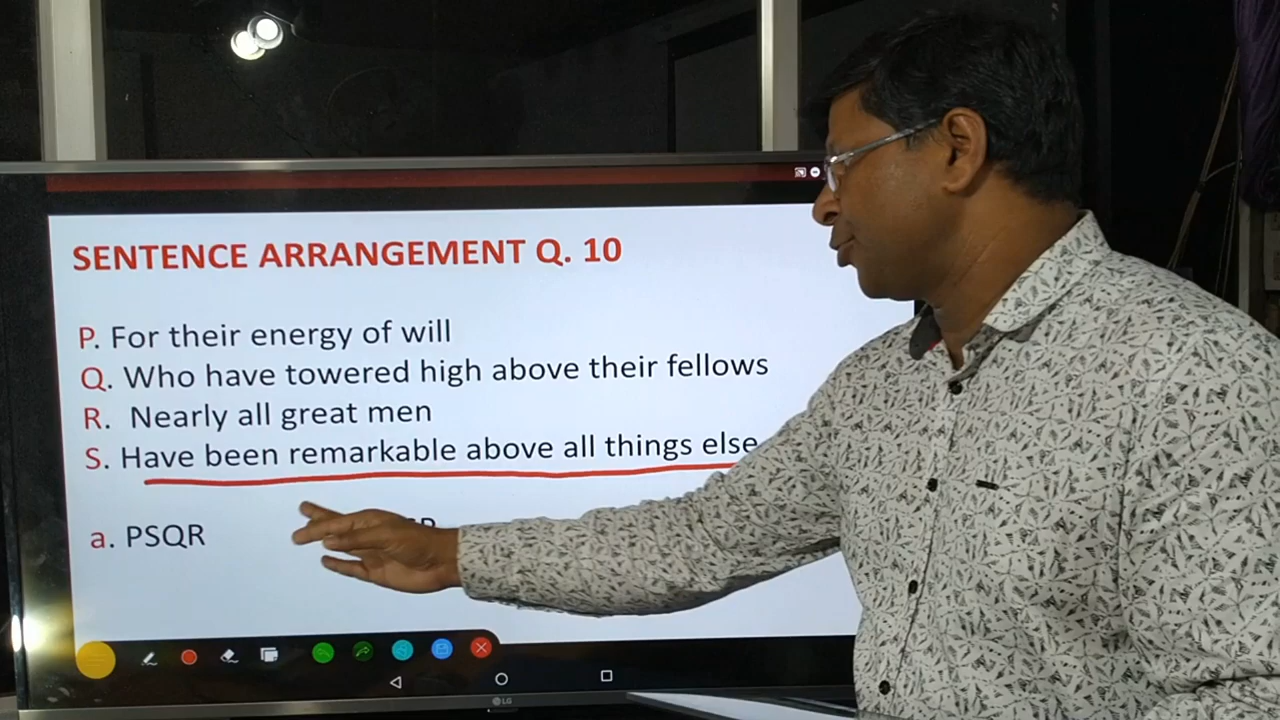 SENTENCE ARRANGEMENT Q. 10
P. For their energy of will
Q. Who have towered high above their fellows
R. Nearly all great men
S. Have been remarkable above all things else
a. PSQR
LG